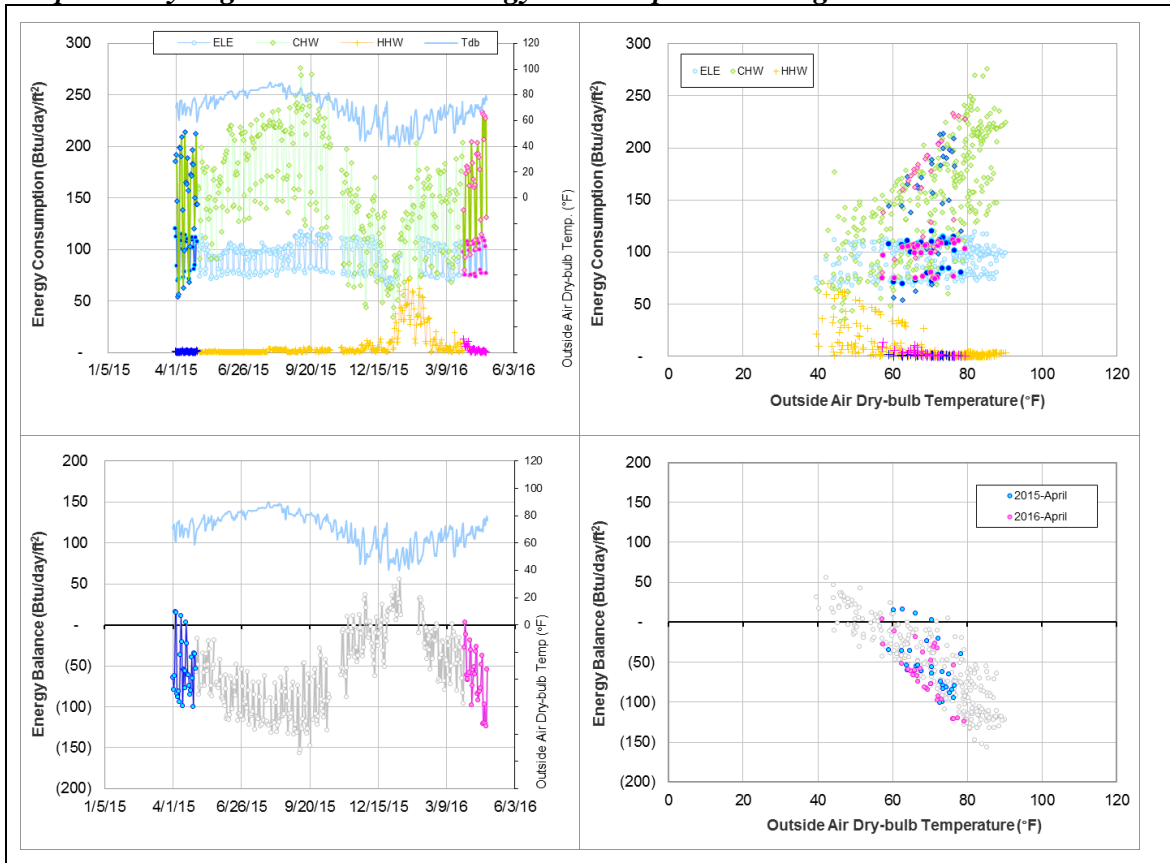 ELE CHW HHW Tdb
300
250
200
150
100
50
-
Energy Consumption (Btu/day/ft²)
120
100
80
60
40
20
0
Outside Air Dry-bulb Temp. (°F)
1/5/15 4/1/15 6/26/15 9/20/15 12/15/15 3/9/16 6/3/16
ELE CHW HHW
300
250
200
150
100
50
-
Energy Consumption (Btu/day/ft²)
0 20 40 60 80 100 120
Outside Air Dry-bulb Temperature (°F)
200
150
100
50
-
(50)
(100)
(150)
(200)
Energy Balance (Btu/day/ft²)
120
100
80
60
40
20
0
Outside Air Dry-bulb Temp (°F)
1/5/15 4/1/15 6/26/15 9/20/15 12/15/15 3/9/16 6/3/16
2015-April
2016-April
200
150
100
50
-
(50)
(100)
(150)
(200)
Energy Balance (Btu/day/ft²)
0 20 40 60 80 100 120
Outside Air Dry-bulb Temperature (°F)